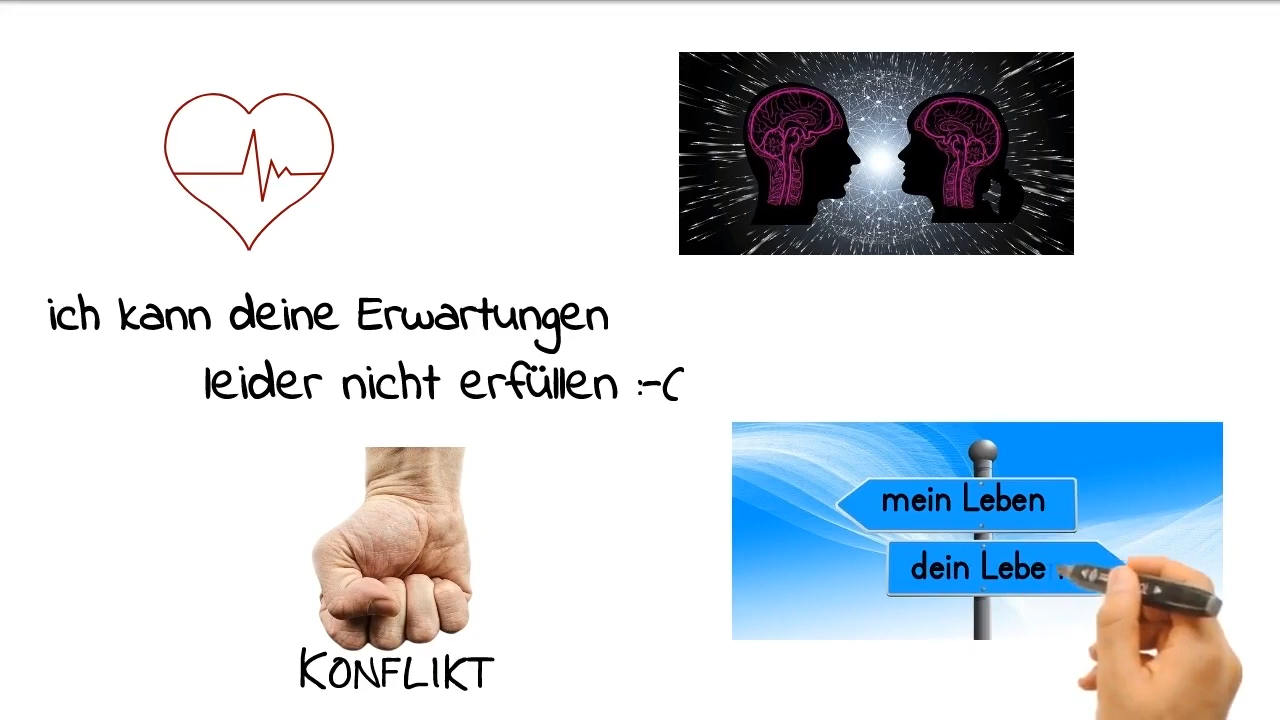 ich kann deine Erwartungen
leider nicht erfüllen :-(
mein Leben
dein Lebe
KONFLIKT